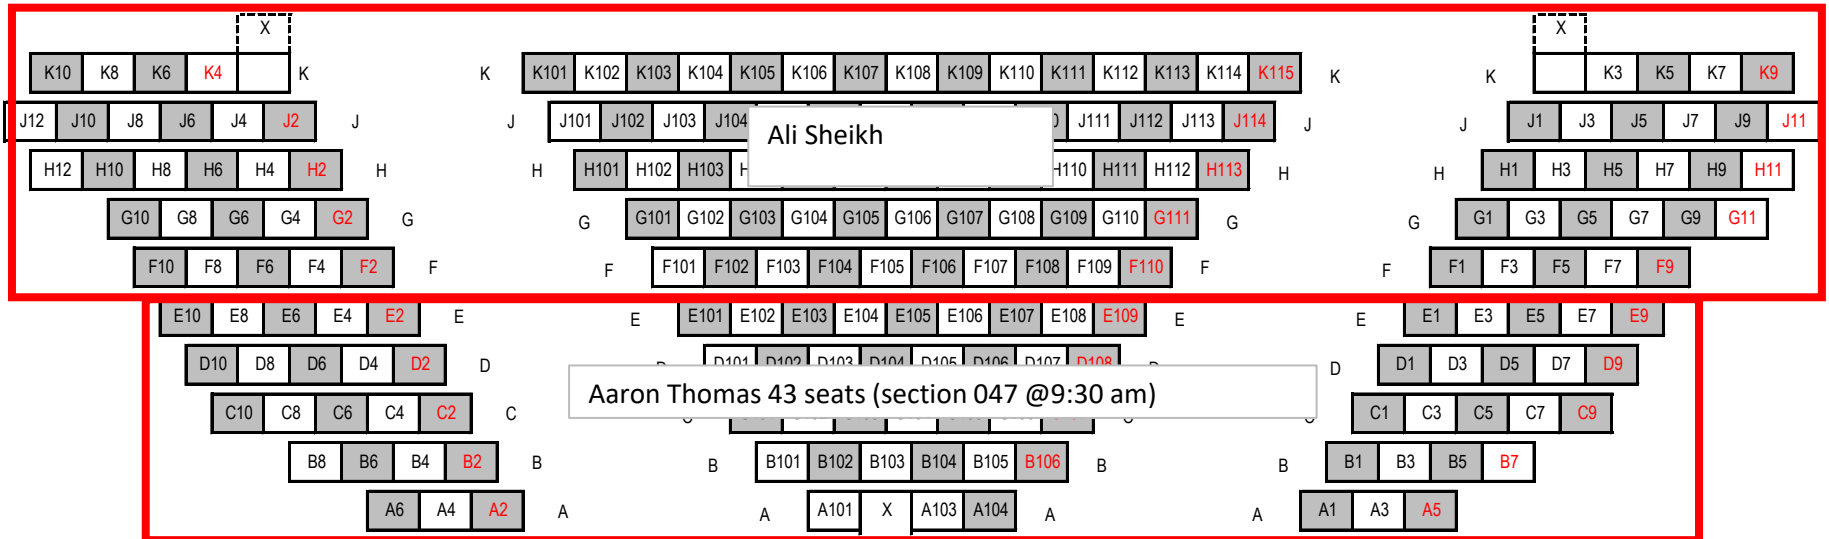 X X
K10 K8 K6 K4 K K K101 K102 K103 K104 K105 K106 K107 K108 K109 K110 K111 K112 K113 K114 K115 K K K3 K5 K7 K9
J12 J10 J8 J6 J4 J2 J J J101 J102 J103 J104 J111 J112 J113 J114 J J J1 J3 J5 J7 J9 J11
Ali Sheikh
H12 H10 H8 H6 H4 H2 H H H101 H102 H103 H110 H111 H112 H113 H H H1 H3 H5 H7 H9 H11
G10 G8 G6 G4 G2 G G G101 G102 G103 G104 G105 G106 G107 G108 G109 G110 G111 G G G1 G3 G5 G7 G9 G11
F10 F8 F6 F4 F2 F F F101 F102 F103 F104 F105 F106 F107 F108 F109 F110 F F F1 F3 F5 F7 F9
E10 E8 E6 E4 E2 E E E101 E102 E103 E104 E105 E106 E107 E108 E109 E E E1 E3 E5 E7 E9
D10 D8 D6 D4 D2 D D101 D102 D103 D104 D105 D106 D107 D108 D D1 D3 D5 D7 D9
Aaron Thomas 43 seats (section 047 @9:30 am)
C10 C8 C6 C4 C2 C C1 C3 C5 C7 C9
B8 B6 B4 B2 B B B101 B102 B103 B104 B105 B106 B B B1 B3 B5 B7
A6 A4 A2 A A A101 X A103 A104 A A A1 A3 A5